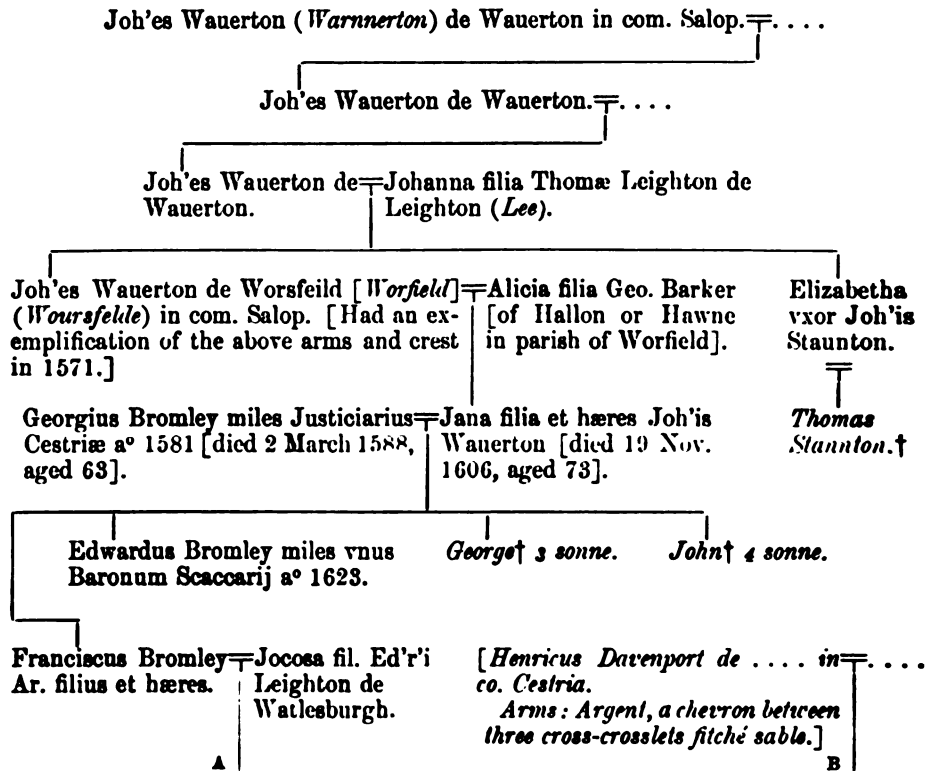 Joh'es Wauerton (Warnnerton) de Wauerton in com. Salop.=. . . .
Joh'es Wauerton de Wauerton.=. . . .
Joh'es Wauerton de=Johanna filia Thomæ Leighton de
Wauerton. Leighton (Lee).
Joh'es Wauerton de Worsfeild [Worfield]=Alicia filia Geo. Barker
(Woursfelde) in com. Salop. [Had an ex- [of Hallon or Hawne
emplification of the above arms and crest in parish of Worfield].
in 1571.]
Elizabetha
vxor Joh'is
Staunton.
Georgius Bromley miles Justiciarius=Jana filia et hæres Joh'is
Cestriæ aº 1581 [died 2 March 1588, Wauerton [died 19 Nov.
aged 63]. 1606, aged 73].
Thomas
Stannton.†
Edwardus Bromley miles vnus
Baronum Scaccarij aº 1623.
George† 3 sonne.
John† 4 sonne.
Franciscus Bromley=Jocosa fil. Ed'r'i
Ar. filius et hæres. Leighton de
Watlesburgh.
[Henricus Davenport de . . . . in=. . . .
co. Cestria.
Arms: Argent, a chevron between
three cross-crosslets fitché sable.]
A
B